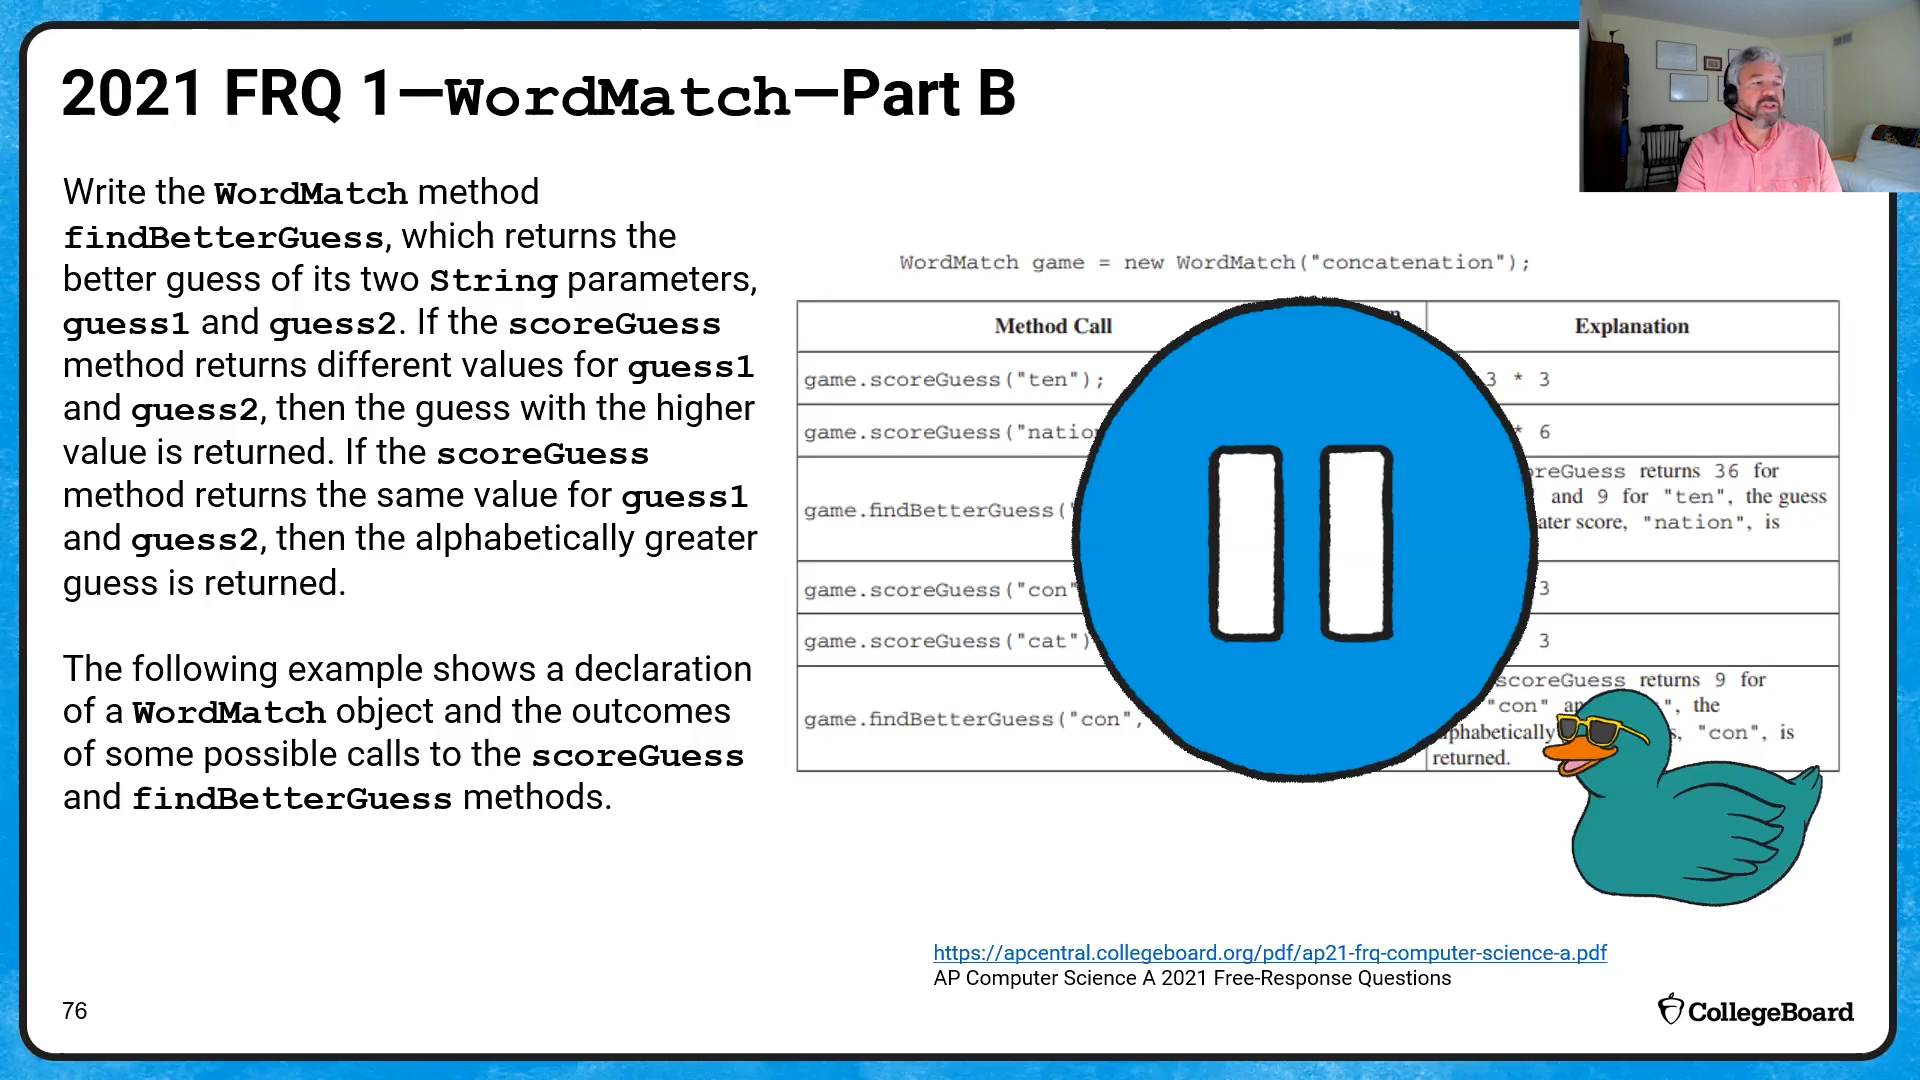 2021 FRQ 1—WordMatch—Part B
Write the WordMatch method
findBetterGuess, which returns the
better guess of its two String parameters,
guess1 and guess2. If the scoreGuess
method returns different values for guess1
and guess2, then the guess with the higher
value is returned. If the scoreGuess
method returns the same value for guess1
and guess2, then the alphabetically greater
guess is returned.
The following example shows a declaration
of a WordMatch object and the outcomes
of some possible calls to the scoreGuess
and findBetterGuess methods.
WordMatch game = new WordMatch("concatenation");
Method Call Explanation
game.scoreGuess("ten"); 3 * 3
game.scoreGuess("natio * 6
game.findBetterGuess(
reGuess returns 36 for
and 9 for "ten", the guess
ater score, "nation", is
game.scoreGuess("con" 3
game.scoreGuess("cat") 3
game.findBetterGuess("con",
scoreGuess returns 9 for
"con" an ", the
phabetically s, "con", is
returned.
https://apcentral.collegeboard.org/pdf/ap21-frq-computer-science-a.pdf
AP Computer Science A 2021 Free-Response Questions
76
CollegeBoard